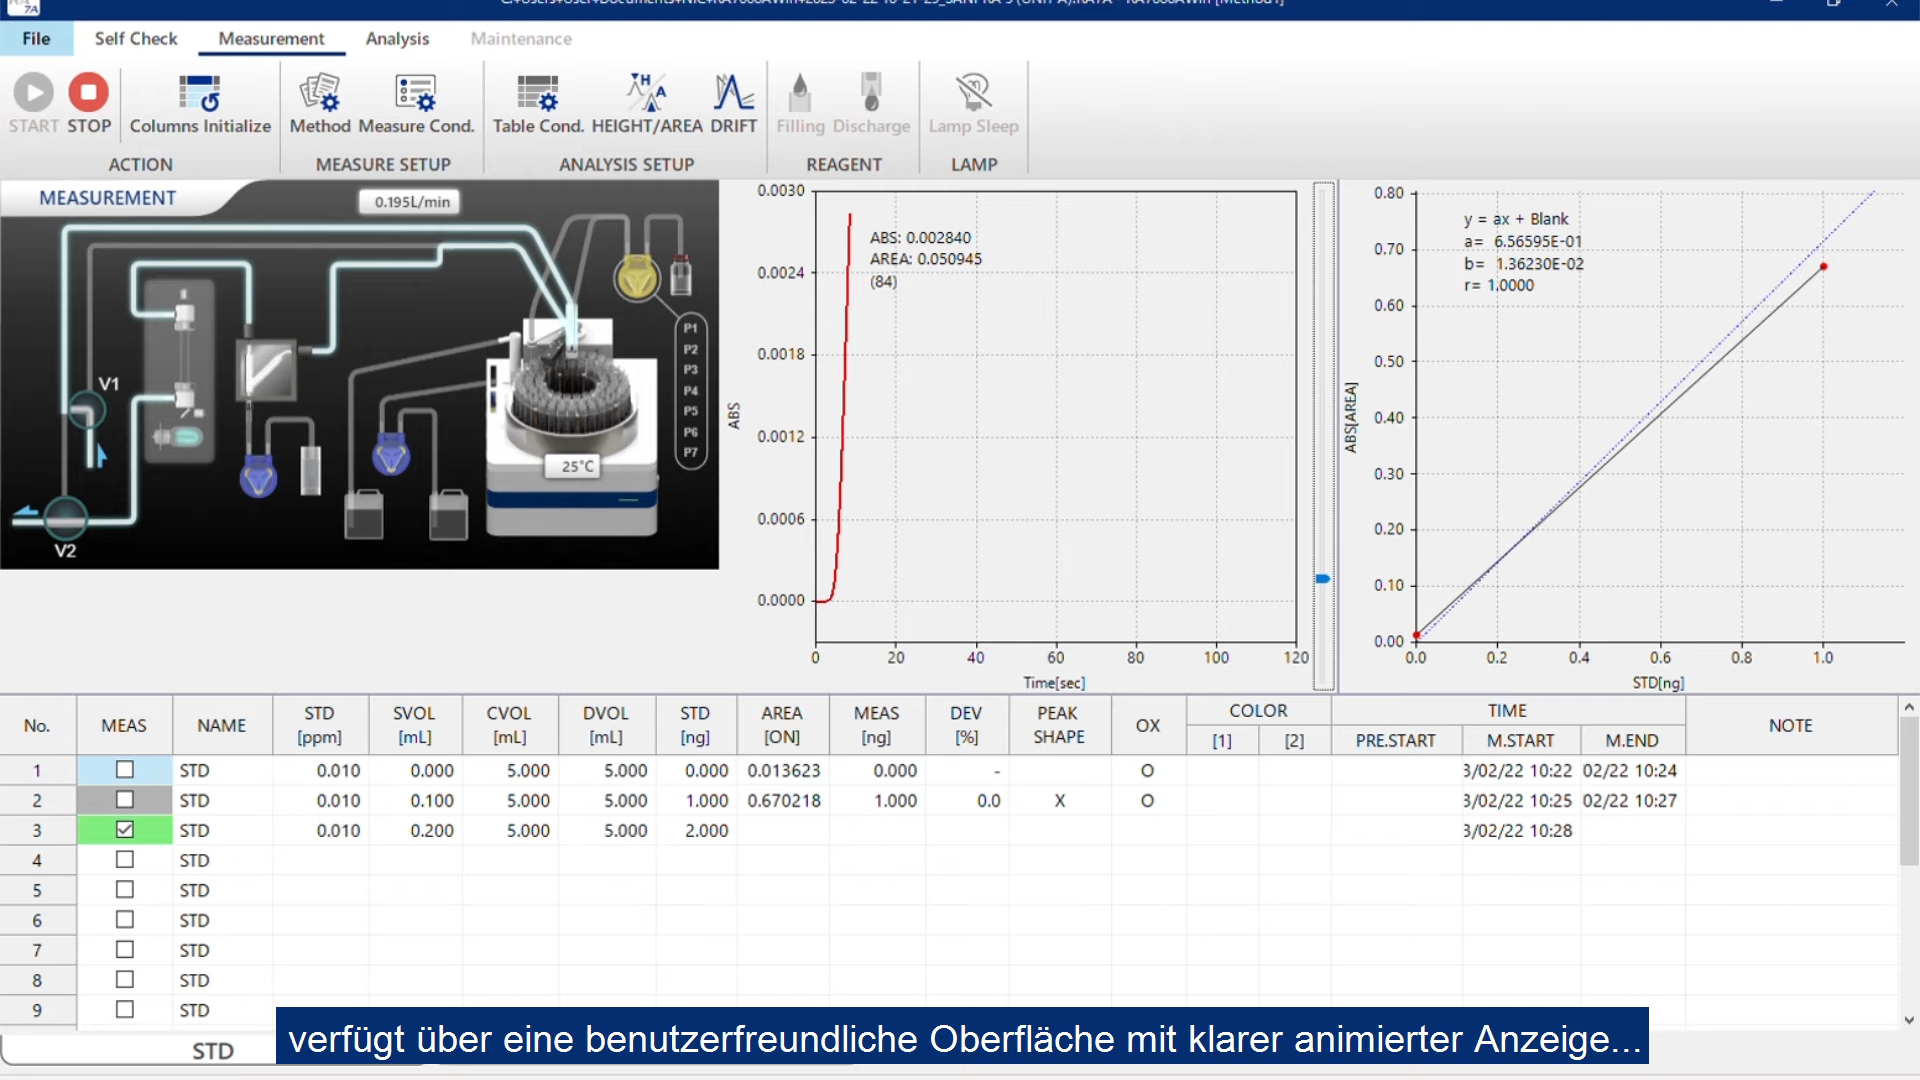 7A
File Self Check Measurement Analysis Maintenance
START STOP Columns Initialize Method Measure Cond. Table Cond. HEIGHT/AREA DRIFT Filling Discharge Lamp Sleep
ACTION MEASURE SETUP ANALYSIS SETUP REAGENT LAMP
MEASUREMENT
0.195L/min
V1
V2
P1
P2
P3
P4
P5
P6
P7
25°C
ABS: 0.002840
AREA: 0.050945
(84)
0.0030
0.0024
0.0018
0.0012
0.0006
0.0000
ABS
0 20 40 60 80 100 120
Time[sec]
y = ax + Blank
a= 6.56595E-01
b= 1.36230E-02
r= 1.0000
0.80
0.70
0.60
0.50
0.40
0.30
0.20
0.10
0.00
ABS[AREA]
0.0 0.2 0.4 0.6 0.8 1.0
STD[ng]
No. MEAS NAME STD [ppm] SVOL [mL] CVOL [mL] DVOL [mL] STD [ng] AREA [ON] MEAS [ng] DEV [%] PEAK SHAPE OX COLOR [1] [2] TIME PRE.START M.START M.END NOTE
1 STD 0.010 0.000 5.000 5.000 0.000 0.013623 0.000 - O 3/02/22 10:22 02/22 10:24
2 STD 0.010 0.100 5.000 5.000 1.000 0.670218 1.000 0.0 X O 3/02/22 10:25 02/22 10:27
3 STD 0.010 0.200 5.000 5.000 2.000 3/02/22 10:28
4 STD
5 STD
6 STD
7 STD
8 STD
9 STD
STD
verfügt über eine benutzerfreundliche Oberfläche mit klarer animierter Anzeige...